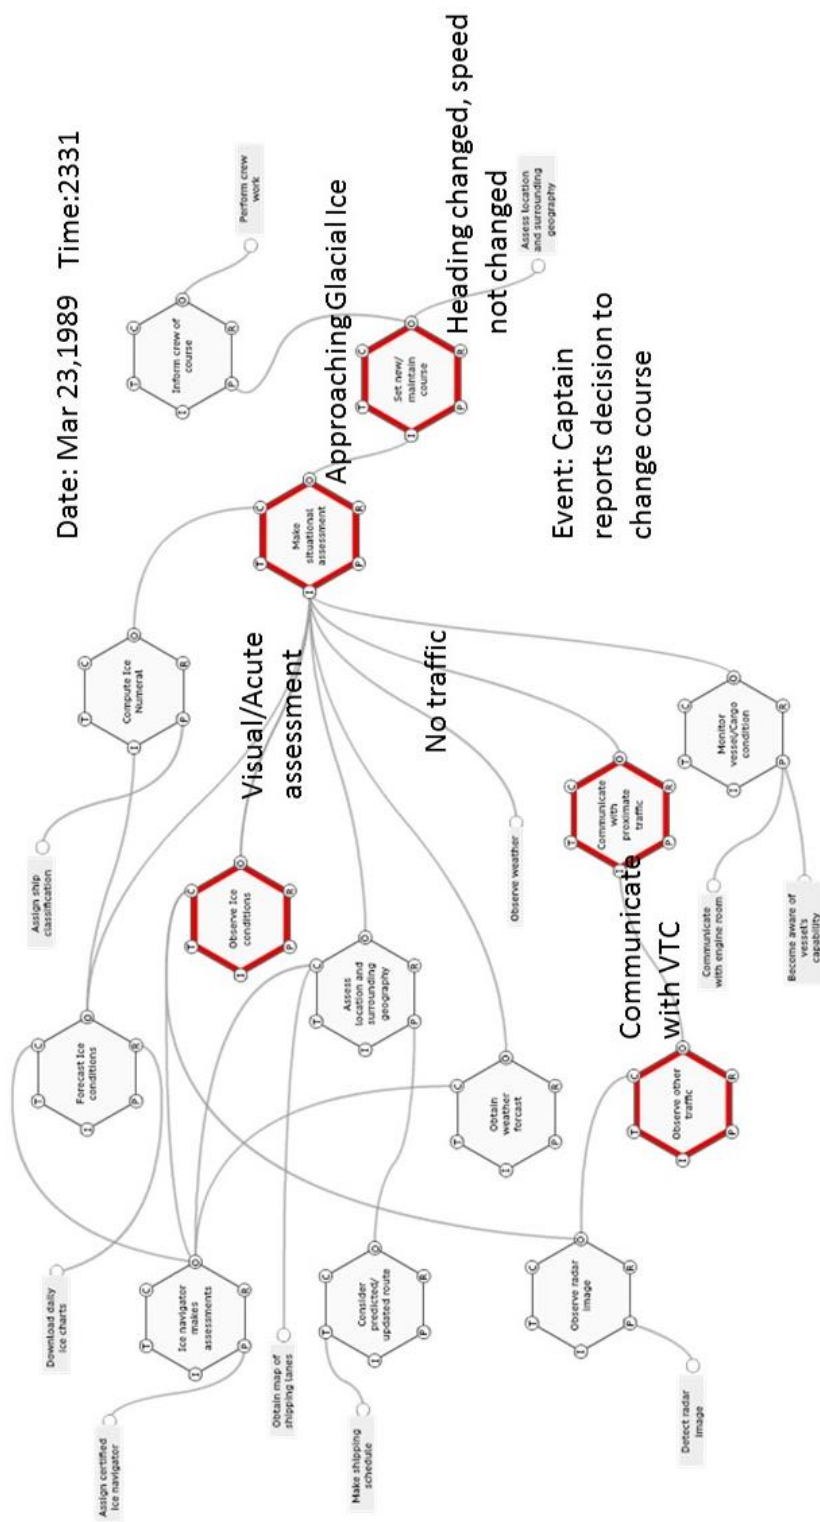 Date: Mar 23,1989    Time:2331
Download daily
ice charts
Assign certified
ice navigator
T C
I
Ice navigator
makes
assessments
O
P R
T C
I
Forecast Ice
conditions
O
P R
Assign ship
classification
T C
I
Compute Ice
Numeral
O
P R
T C
I
Inform crew of
course
O
P R
Perform crew
work
Obtain map of
shipping lanes
Make shipping
schedule
T C
I
Consider
predicted/
updated route
O
P R
T C
I
Observe Ice
conditions
O
P R
Visual/Acute
assessment
T C
I
Assess
location and
surrounding
geography
O
P R
T C
I
Make
situational
assessment
O
P R
Approaching Glacial Ice
T C
I
Set new/
maintain
course
O
P R
Heading changed, speed
not changed
Assess location
and surrounding
geography
T C
I
Obtain
weather
forcast
O
P R
Observe weather
No traffic
T C
I
Observe radar
image
O
P R
Detect radar
image
T C
I
Observe other
traffic
O
P R
Communicate
with VTC
T C
I
Communicate
with
proximate
traffic
O
P R
Event: Captain
reports decision to
change course
Communicate
with engine room
Become aware of
vessel's
capability
T C
I
Monitor
vessel/Cargo
condition
O
P R